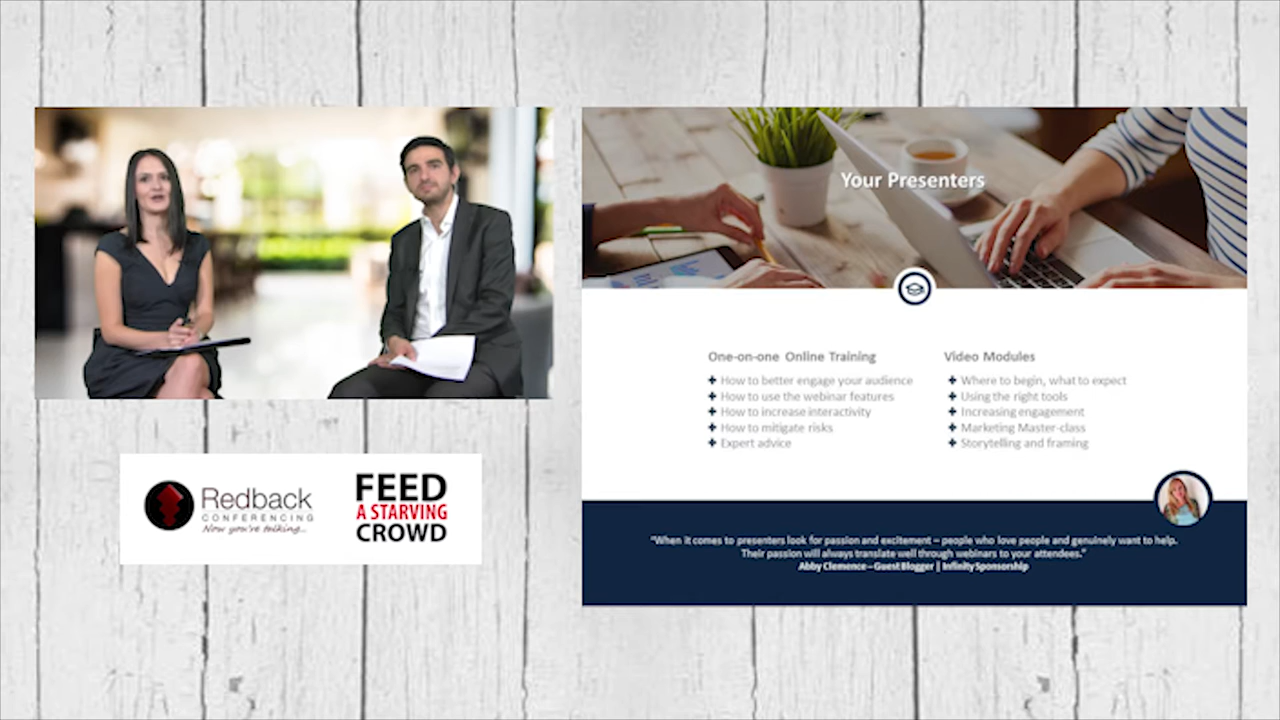 Your Presenters
One-on-one Online Training
How to better engage your audience
How to use the webinar features
How to increase interactivity
How to mitigate risks
Expert advice
Video Modules
Where to begin, what to expect
Using the right tools
Increasing engagement
Marketing Master-class
Storytelling and framing
Redback
CONFERENCING
Now you're talking...
FEED
A STARVING
CROWD
"When it comes to presenters look for passion and excitement – people who love people and genuinely want to help.
Their passion will always translate well through webinars to your attendees."
Abby Clemence – Guest Blogger | Infinity Sponsorship